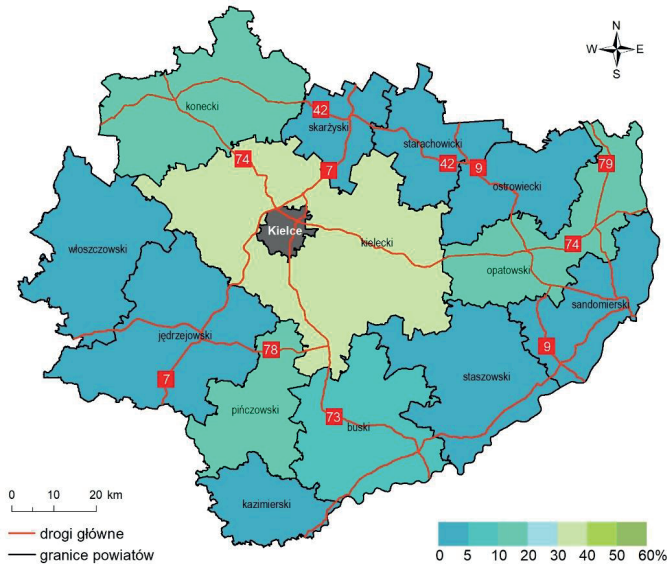 N
W E
S
konecki
42
skarżyski
starachowicki
74
7
42
9
79
ostrowiecki
Kielce
kielecki
włoszczowski
74
opatowski
sandomierski
jędrzejowski
78
9
7
staszowski
pińczowski
73
buski
kazimierski
0 10 20 km
drogi główne
granice powiatów
0 5 10 20 30 40 50 60%